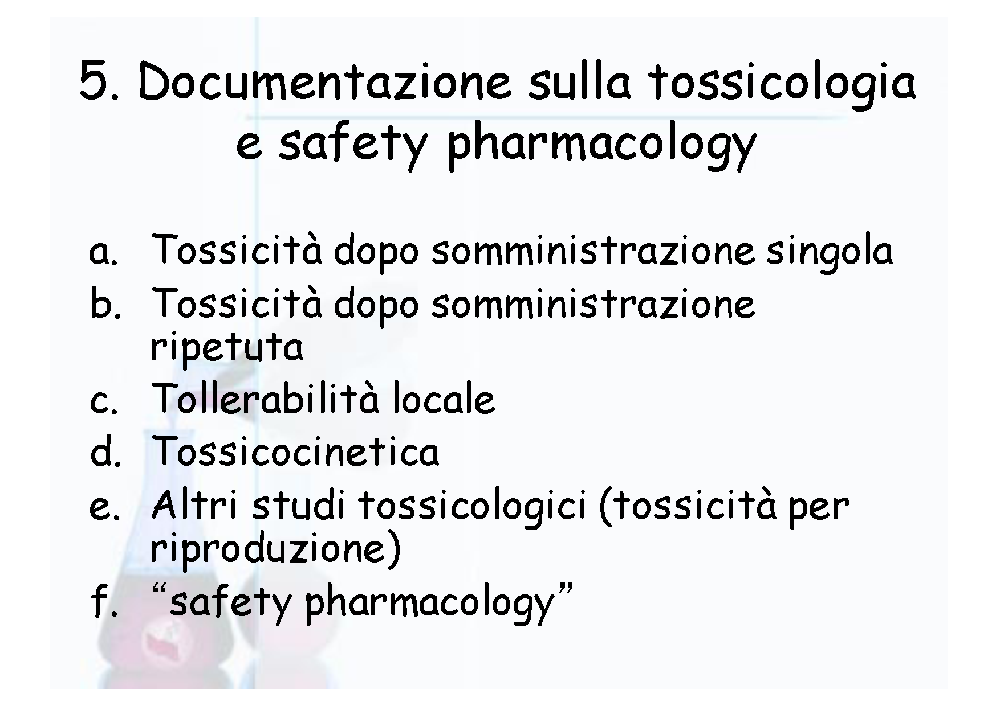 5. Documentazione sulla tossicologia
e safety pharmacology
a. Tossicità dopo somministrazione singola
b. Tossicità dopo somministrazione
ripetuta
c. Tollerabilità locale
d. Tossicocinetica
e. Altri studi tossicologici (tossicità per
riproduzione)
f. “safety pharmacology”